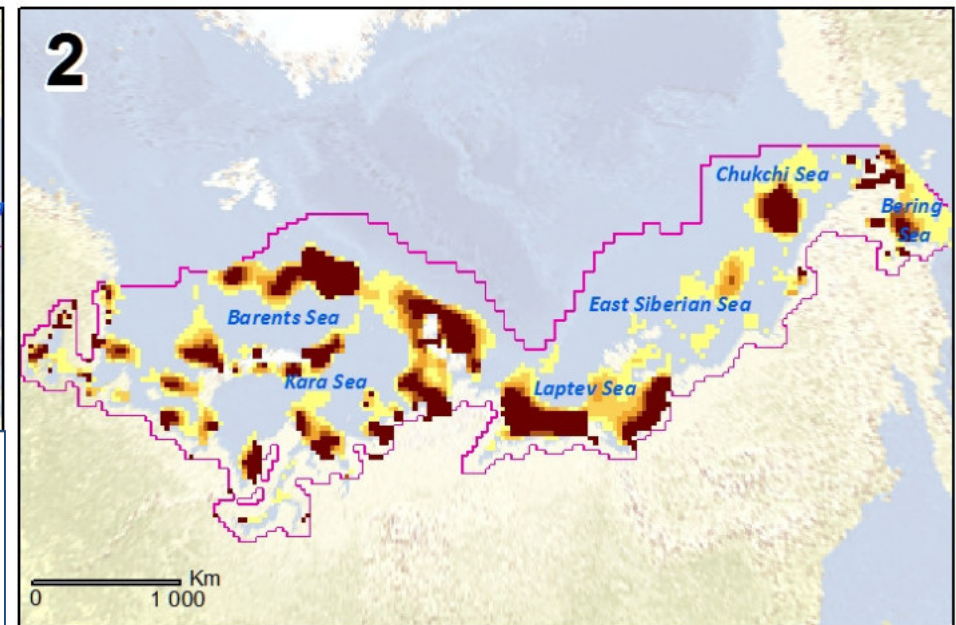 2
Chukchi Sea
Bering
Sea
East Siberian Sea
Barents Sea
Kara Sea
Laptev Sea
Km
0 1 000